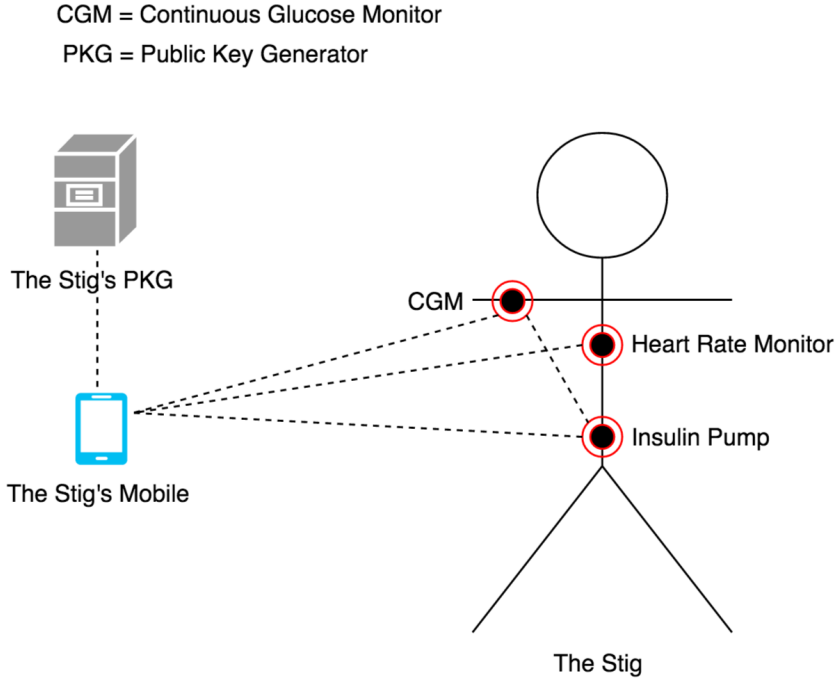 CGM = Continuous Glucose Monitor
PKG = Public Key Generator
The Stig's PKG
CGM
Heart Rate Monitor
Insulin Pump
The Stig's Mobile
The Stig